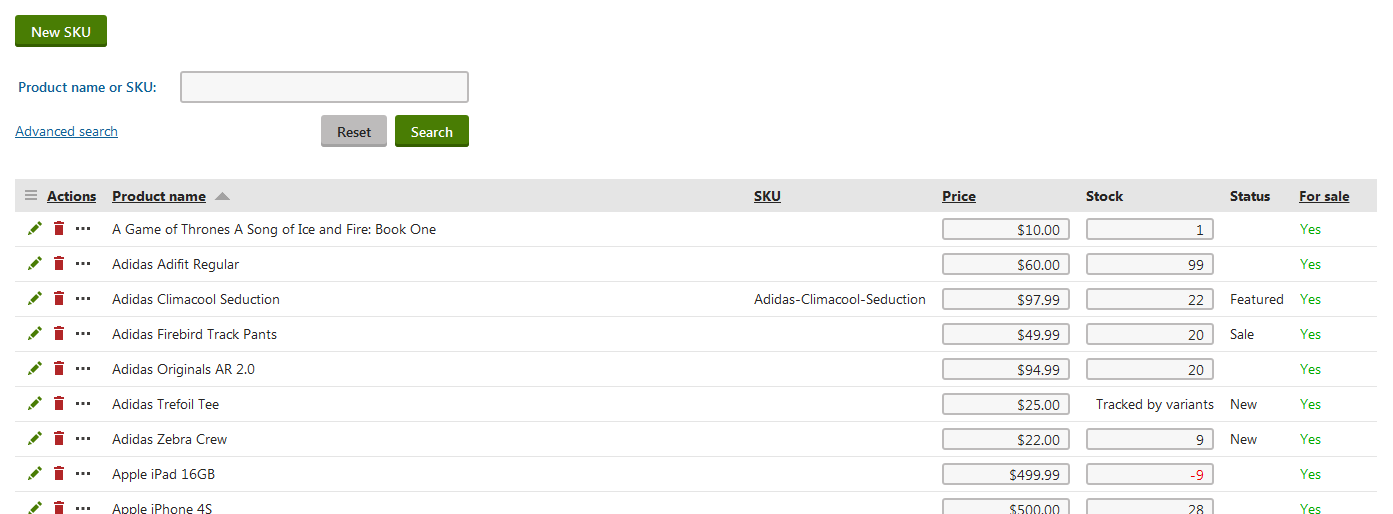 New SKU
Product name or SKU:
Advanced search Reset Search
Actions Product name SKU Price Stock Status For sale
A Game of Thrones A Song of Ice and Fire: Book One $10.00 1 Yes
Adidas Adifit Regular $60.00 99 Yes
Adidas Climacool Seduction Adidas-Climacool-Seduction $97.99 22 Featured Yes
Adidas Firebird Track Pants $49.99 20 Sale Yes
Adidas Originals AR 2.0 $94.99 20 Yes
Adidas Trefoil Tee $25.00 Tracked by variants New Yes
Adidas Zebra Crew $22.00 9 New Yes
Apple iPad 16GB $499.99 -9 Yes
Apple iPhone 4S $500.00 28 Yes